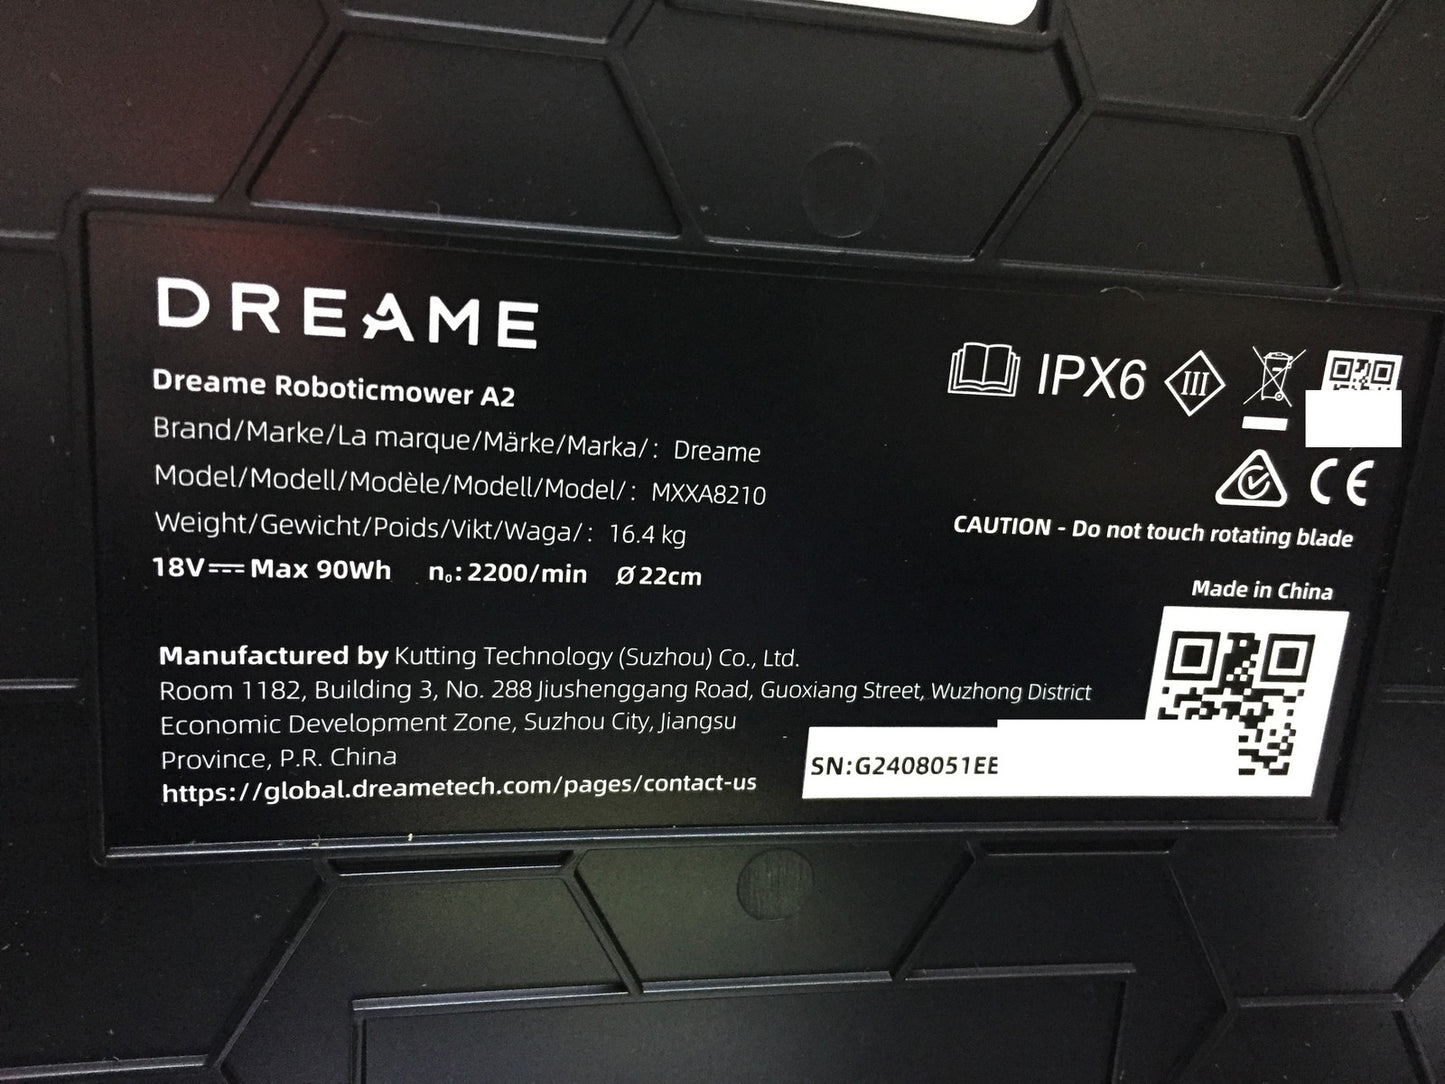 DREAME
Dreame Roboticmower A2
Brand/Marke/La marque/Märke/Marka/: Dreame
Model/Modell/Modèle/Modell/Model/: MXXA8210
Weight/Gewicht/Poids/Vikt/Waga/: 16.4 kg
18V⎓Max 90Wh n₀: 2200/min Ø 22cm
IPX6
III
CE
CAUTION - Do not touch rotating blade
Made in China
Manufactured by Kutting Technology (Suzhou) Co., Ltd.
Room 1182, Building 3, No. 288 Jiushenggang Road, Guoxiang Street, Wuzhong District
Economic Development Zone, Suzhou City, Jiangsu
Province, P.R. China
https://global.dreametech.com/pages/contact-us
SN:G2408051EE